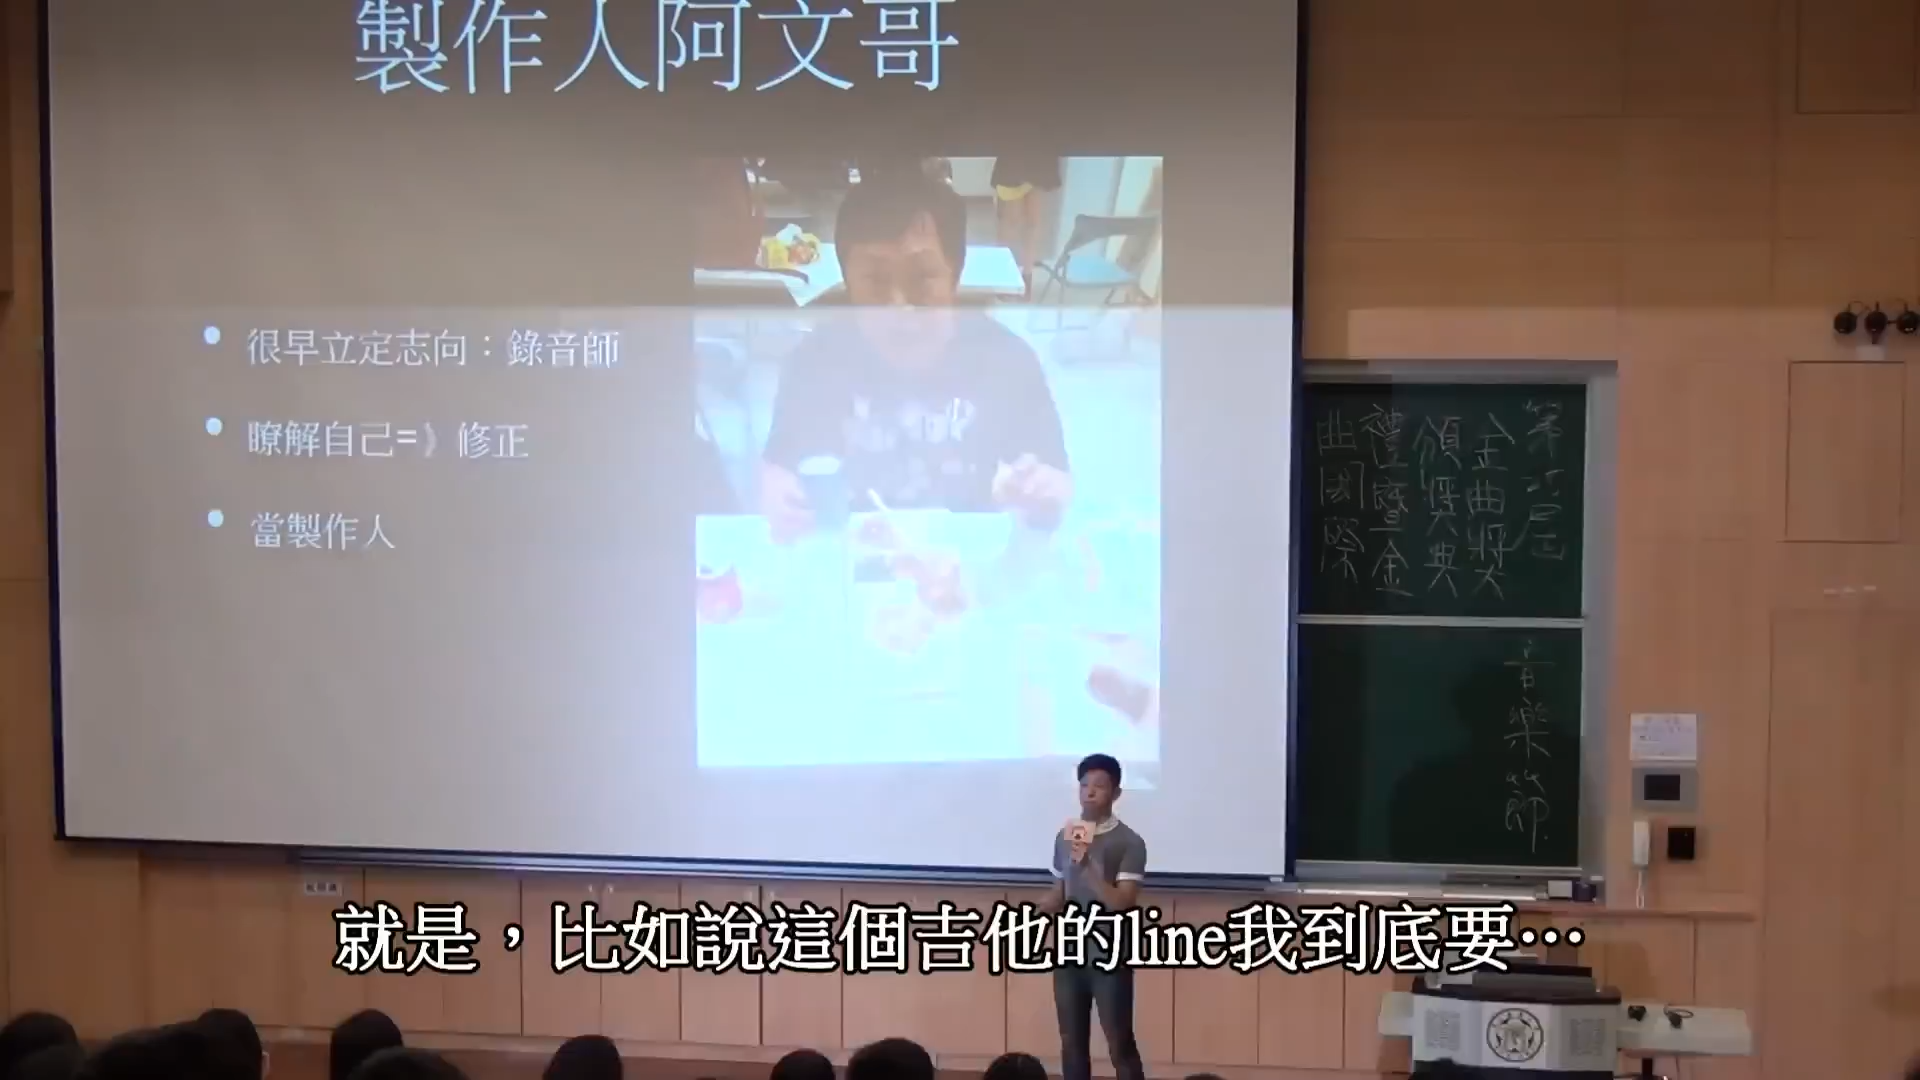 製作人阿文哥
很早立定志向：錄音師
瞭解自己=》修正
當製作人
金曲獎
頒獎典
禮暨金
曲國際
音樂節
就是，比如說這個吉他的line我到底要…